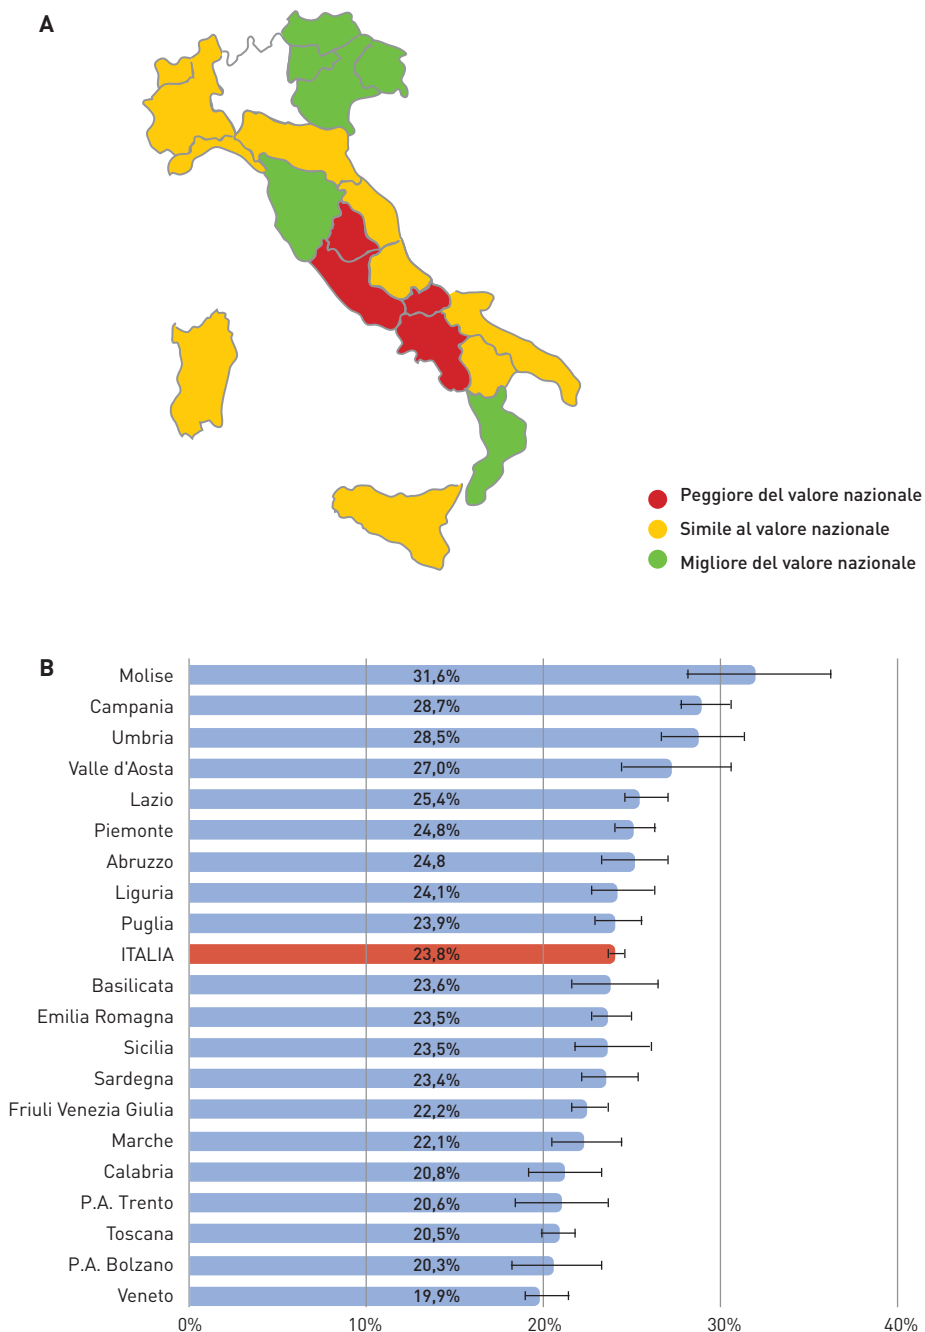 A
Peggiore del valore nazionale
Simile al valore nazionale
Migliore del valore nazionale
B
Molise 31,6%
Campania 28,7%
Umbria 28,5%
Valle d'Aosta 27,0%
Lazio 25,4%
Piemonte 24,8%
Abruzzo 24,8
Liguria 24,1%
Puglia 23,9%
ITALIA 23,8%
Basilicata 23,6%
Emilia Romagna 23,5%
Sicilia 23,5%
Sardegna 23,4%
Friuli Venezia Giulia 22,2%
Marche 22,1%
Calabria 20,8%
P.A. Trento 20,6%
Toscana 20,5%
P.A. Bolzano 20,3%
Veneto 19,9%
0% 10% 20% 30% 40%